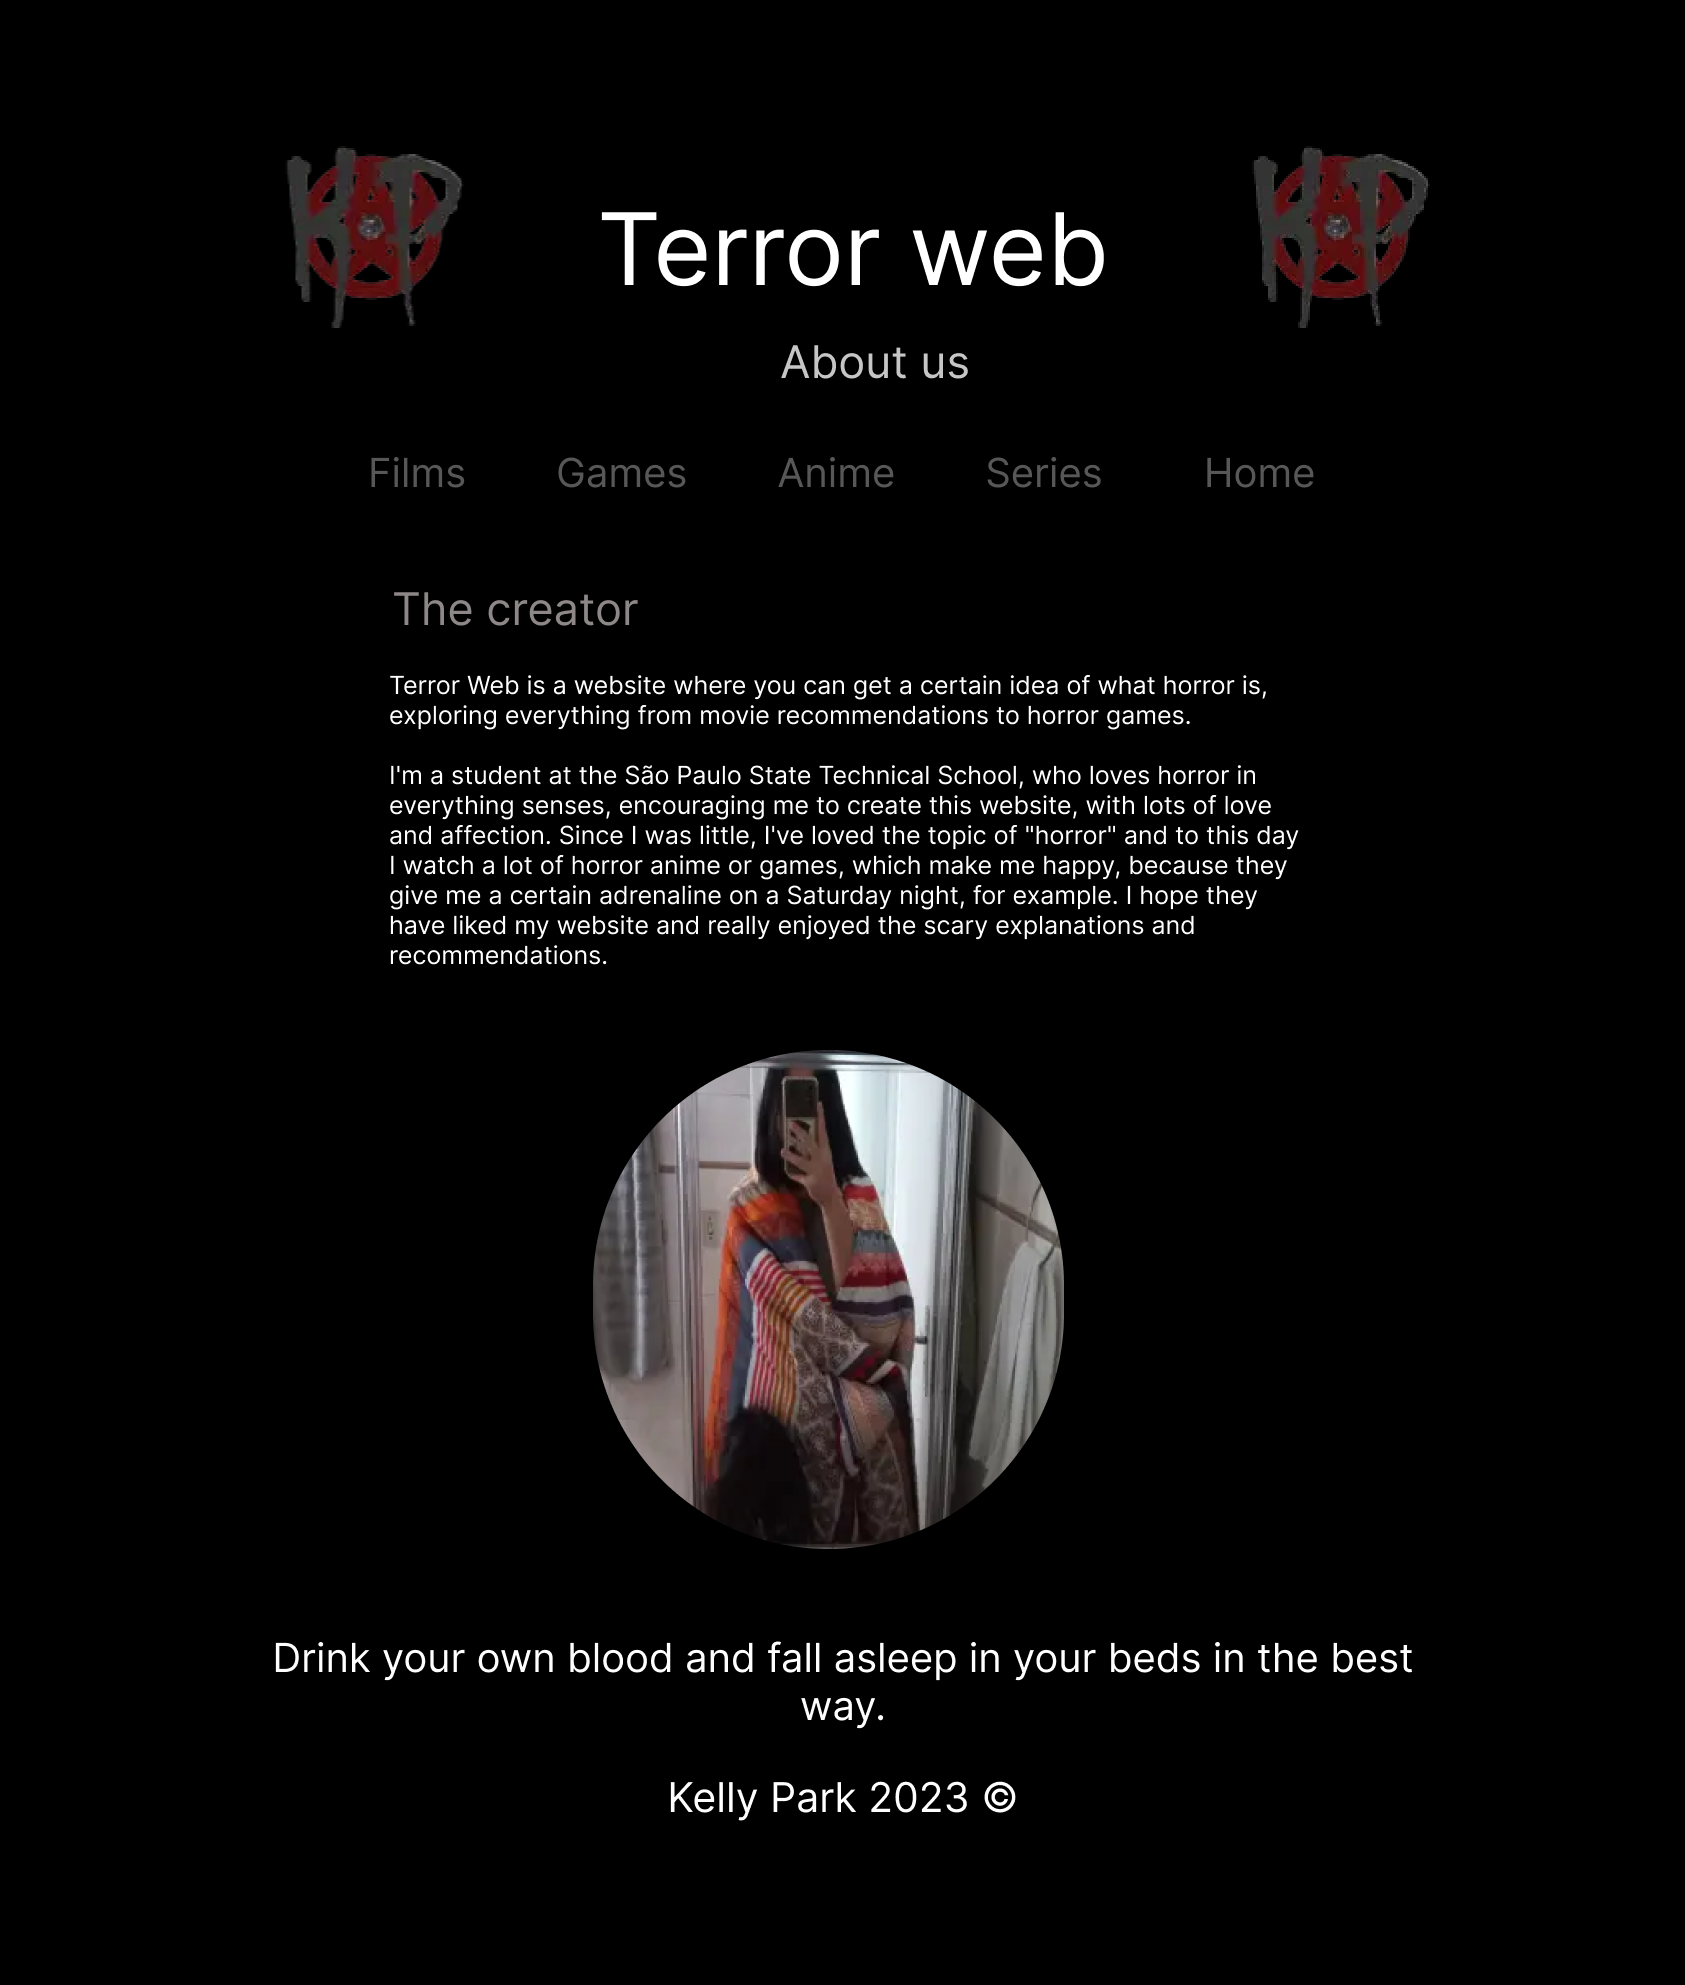 KP
KP
Terror web
About us
Films Games Anime Series Home
The creator
Terror Web is a website where you can get a certain idea of what horror is,
exploring everything from movie recommendations to horror games.
I'm a student at the São Paulo State Technical School, who loves horror in
everything senses, encouraging me to create this website, with lots of love
and affection. Since I was little, I've loved the topic of "horror" and to this day
I watch a lot of horror anime or games, which make me happy, because they
give me a certain adrenaline on a Saturday night, for example. I hope they
have liked my website and really enjoyed the scary explanations and
recommendations.
Drink your own blood and fall asleep in your beds in the best
way.
Kelly Park 2023 ©